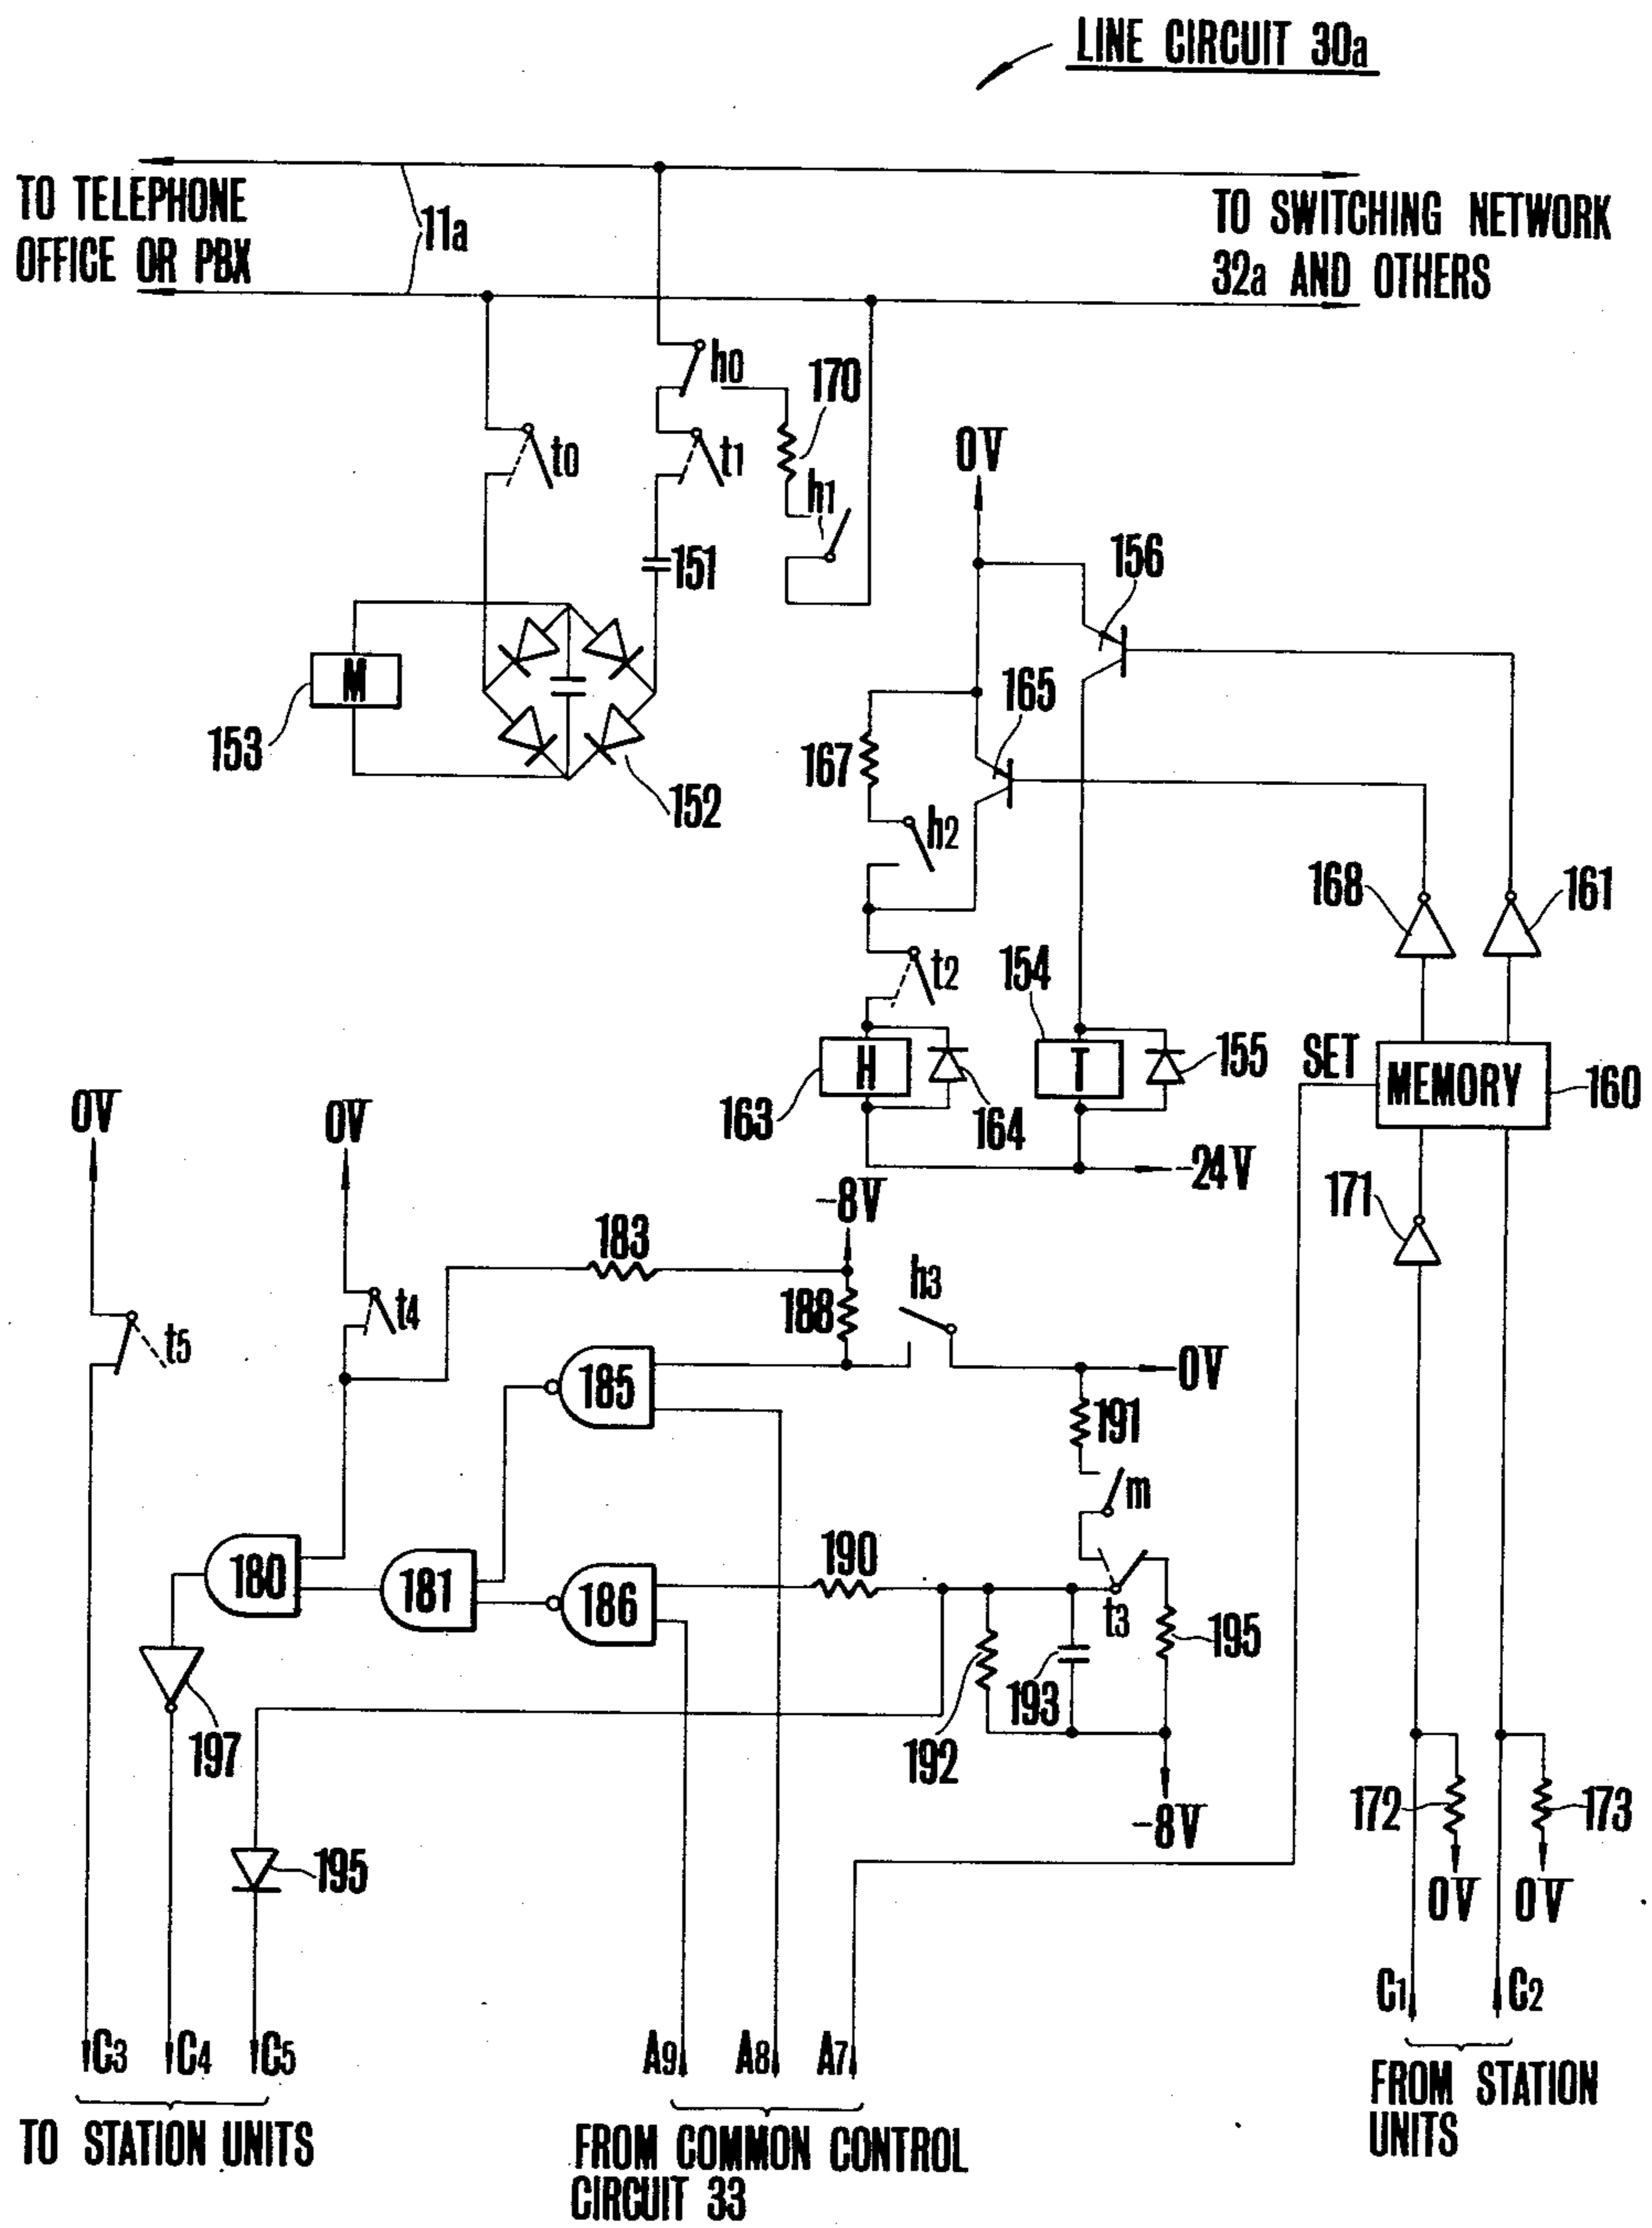 LINE CIRCUIT 30a
TO TELEPHONE
OFFICE OR PBX
11a
TO SWITCHING NETWORK
32a AND OTHERS
h0
170
t0
t1
h1
0V
151
156
M
153
165
167
152
h2
168
161
t2
154
H
T
155
SET
MEMORY
160
163
164
0V
0V
-24V
-8V
171
183
h3
188
t4
t5
185
0V
191
m
190
180
181
186
t3
195
192
193
197
-8V
172
173
195
0V
0V
C1
C2
C3
C4
C5
A9
A8
A7
FROM STATION
UNITS
TO STATION UNITS
FROM COMMON CONTROL
CIRCUIT 33